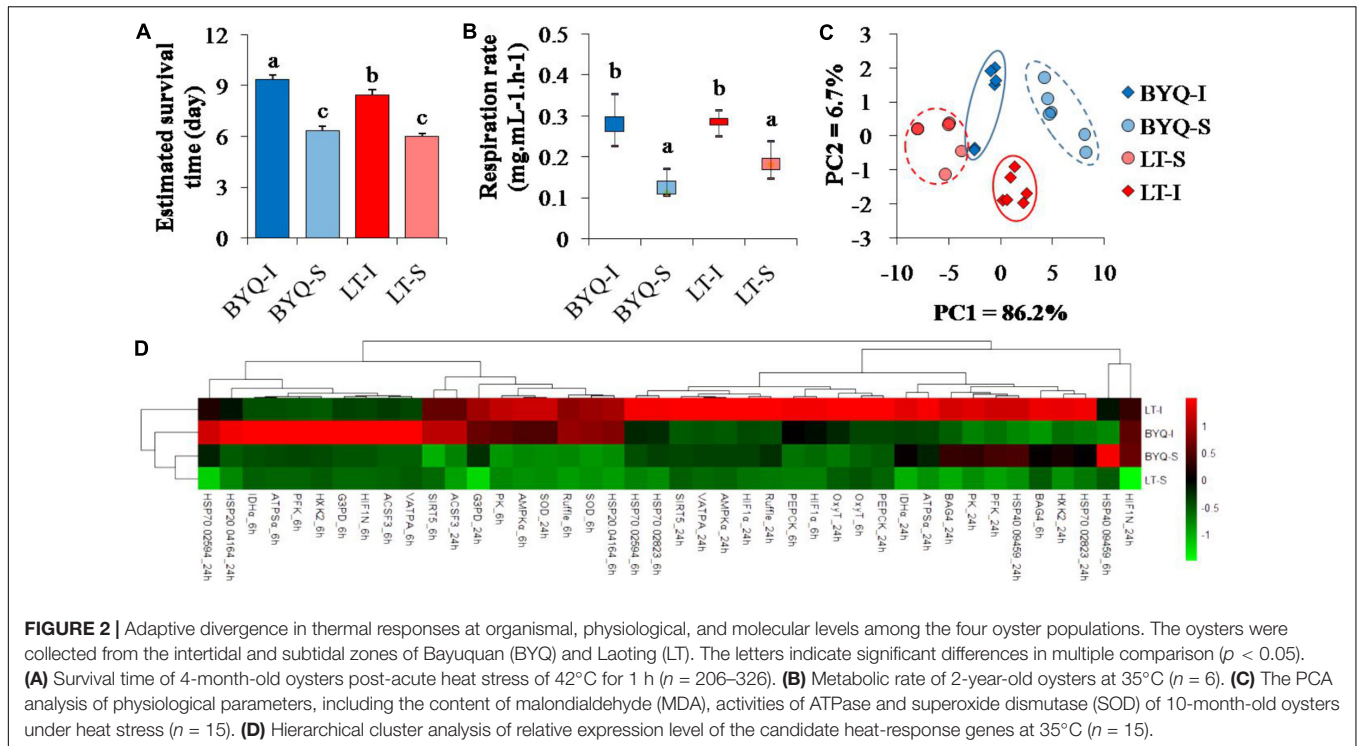 A
Estimated survival time (day)
12
9
6
3
0
a
c
b
c
BYQ-I
BYQ-S
LT-I
LT-S
B
Respiration rate (mg.mL-1.h-1)
0.5
0.4
0.3
0.2
0.1
0
b
a
b
a
BYQ-I
BYQ-S
LT-I
LT-S
C
PC2 = 6.7%
3
2
1
0
-1
-2
-3
-10
-5
0
5
10
PC1 = 86.2%
BYQ-I
BYQ-S
LT-S
LT-I
D
LT-I
BYQ-I
BYQ-S
LT-S
1
0.5
0
-0.5
-1
HSP70 02594_24h
HSP20 04164_24h
IDHα_6h
ATPSα_6h
PFK_6h
HKK2_6h
G3PD_6h
HIF1N_6h
ACSF3_6h
VATPA_6h
SIRT5_6h
ACSF3_24h
G3PD_24h
PK_6h
AMPKα_6h
SOD_24h
Ruffle_6h
SOD_6h
HSP20 04164_6h
HSP70 02594_6h
HSP70 02823_6h
SIRT5_24h
VATPA_24h
AMPKα_24h
HIF1α_24h
Ruffle_24h
PEPCK_6h
HIF1α_6h
OxyT_6h
OxyT_24h
PEPCK_24h
IDHα_24h
ATPSα_24h
BAG4_24h
PK_24h
PFK_24h
HSP40 09459_24h
BAG4_6h
HKK2_24h
HSP70 02823_24h
HSP40 09459_6h
HIF1N_24h
FIGURE 2 | Adaptive divergence in thermal responses at organismal, physiological, and molecular levels among the four oyster populations. The oysters were
collected from the intertidal and subtidal zones of Bayuquan (BYQ) and Laoting (LT). The letters indicate significant differences in multiple comparison (p < 0.05).
(A) Survival time of 4-month-old oysters post-acute heat stress of 42°C for 1 h (n = 206–326). (B) Metabolic rate of 2-year-old oysters at 35°C (n = 6). (C) The PCA
analysis of physiological parameters, including the content of malondialdehyde (MDA), activities of ATPase and superoxide dismutase (SOD) of 10-month-old oysters
under heat stress (n = 15). (D) Hierarchical cluster analysis of relative expression level of the candidate heat-response genes at 35°C (n = 15).